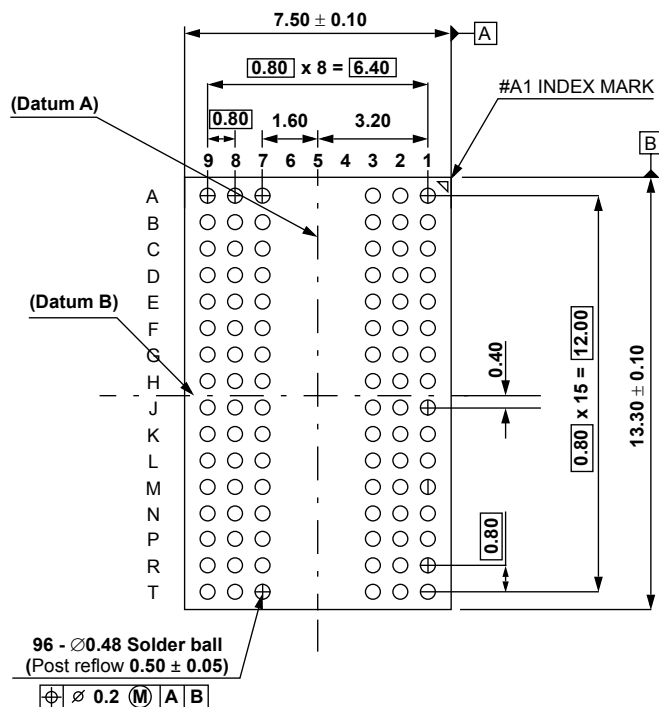 7.50 ± 0.10
A
0.80 x 8 = 6.40
#A1 INDEX MARK
(Datum A)
0.80
1.60
3.20
B
9 8 7 6 5 4 3 2 1
A
B
C
D
(Datum B)
E
F
G
H
J
K
L
M
N
P
R
T
0.40
0.80 x 15 = 12.00
13.30 ± 0.10
0.80
96 - ∅0.48 Solder ball
(Post reflow 0.50 ± 0.05)
⌖ ⌀ 0.2 Ⓜ A B